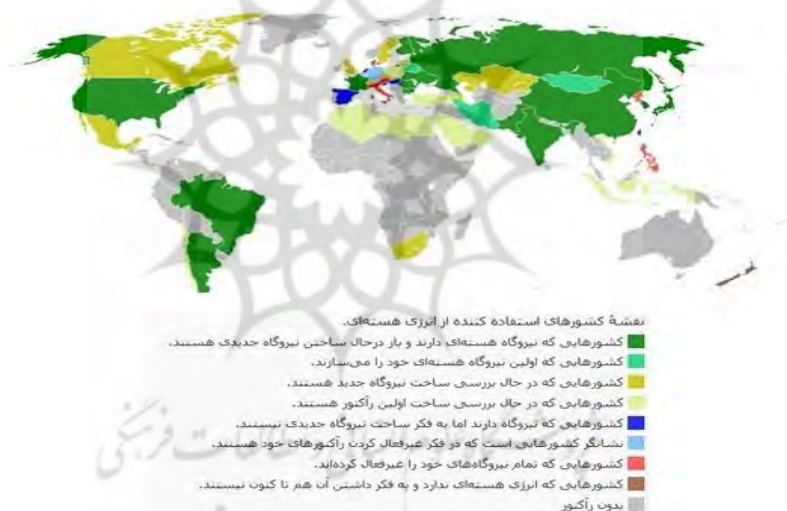 نقشهٔ کشورهای استفاده کننده از انرژی هسته‌ای.
کشورهایی که نیروگاه هسته‌ای دارند و باز درحال ساختن نیروگاه جدیدی هستند.
کشورهایی که اولین نیروگاه هسته‌ای خود را می‌سازند.
کشورهایی که در حال بررسی ساخت نیروگاه جدید هستند.
کشورهایی که در حال بررسی ساخت اولین رآکتور هستند.
کشورهایی که نیروگاه دارند اما به فکر ساخت نیروگاه جدیدی نیستند.
نشانگر کشورهایی است که در فکر غیرفعال کردن رآکتورهای خود هستند.
کشورهایی که تمام نیروگاه‌های خود را غیرفعال کرده‌اند.
کشورهایی که انرژی هسته‌ای ندارد و به فکر داشتن آن هم تا کنون نیستند.
بدون رآکتور